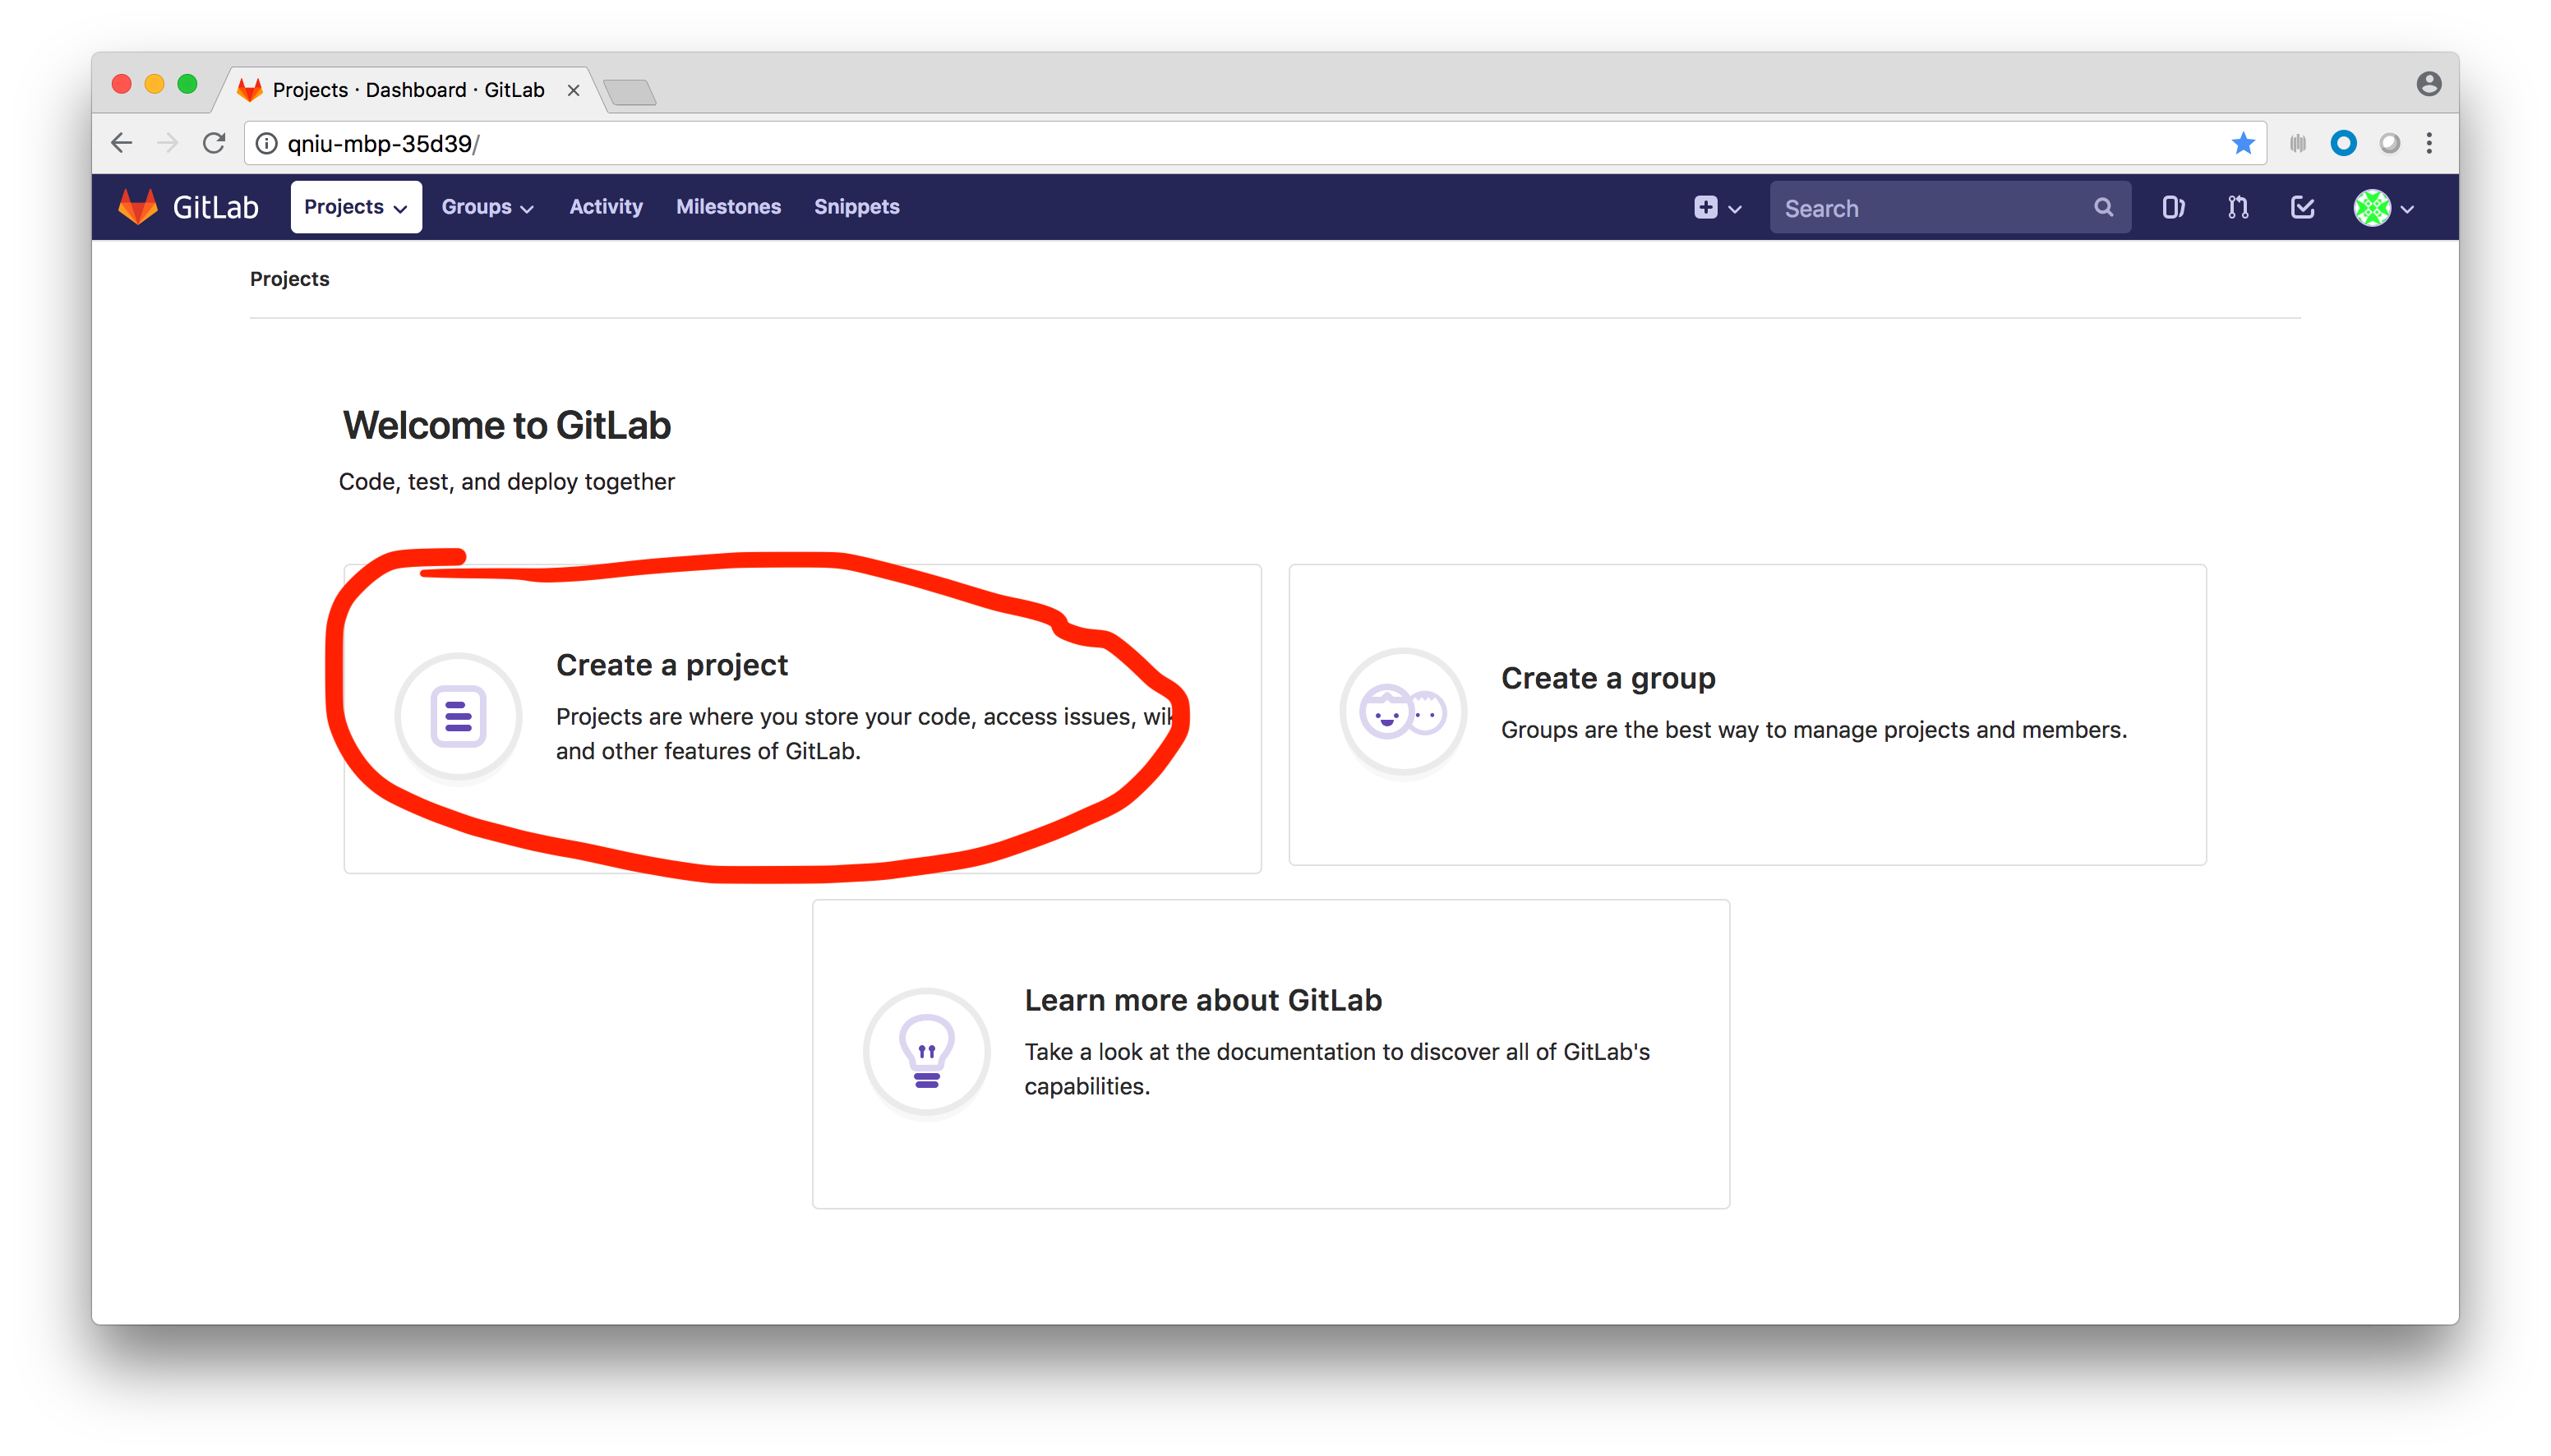 Projects · Dashboard · GitLab
qniu-mbp-35d39/
GitLab Projects Groups Activity Milestones Snippets Search
Projects
Welcome to GitLab
Code, test, and deploy together
Create a project
Projects are where you store your code, access issues,
and other features of GitLab.
Create a group
Groups are the best way to manage projects and members.
Learn more about GitLab
Take a look at the documentation to discover all of GitLab's
capabilities.